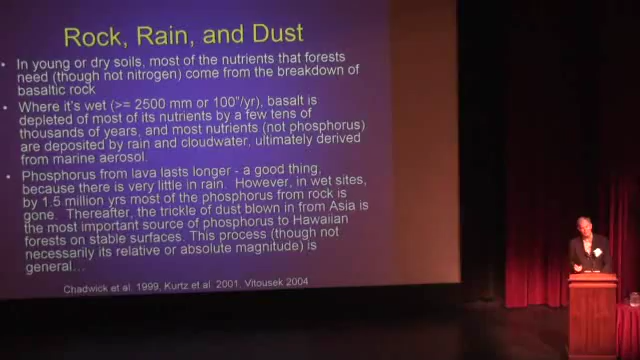 Rock, Rain, and Dust
• In young or dry soils, most of the nutrients that forests
need (though not nitrogen) come from the breakdown of
basaltic rock
• Where it's wet (>= 2500 mm or 100"/yr), basalt is
depleted of most of its nutrients by a few tens of
thousands of years, and most nutrients (not phosphorus)
are deposited by rain and cloudwater, ultimately derived
from marine aerosol.
• Phosphorus from lava lasts longer - a good thing,
because there is very little in rain. However, in wet sites,
by 1.5 million yrs most of the phosphorus from rock is
gone. Thereafter, the trickle of dust blown in from Asia is
the most important source of phosphorus to Hawaiian
forests on stable surfaces. This process (though not
necessarily its relative or absolute magnitude) is
general…
Chadwick et al. 1999, Kurtz et al. 2001, Vitousek 2004